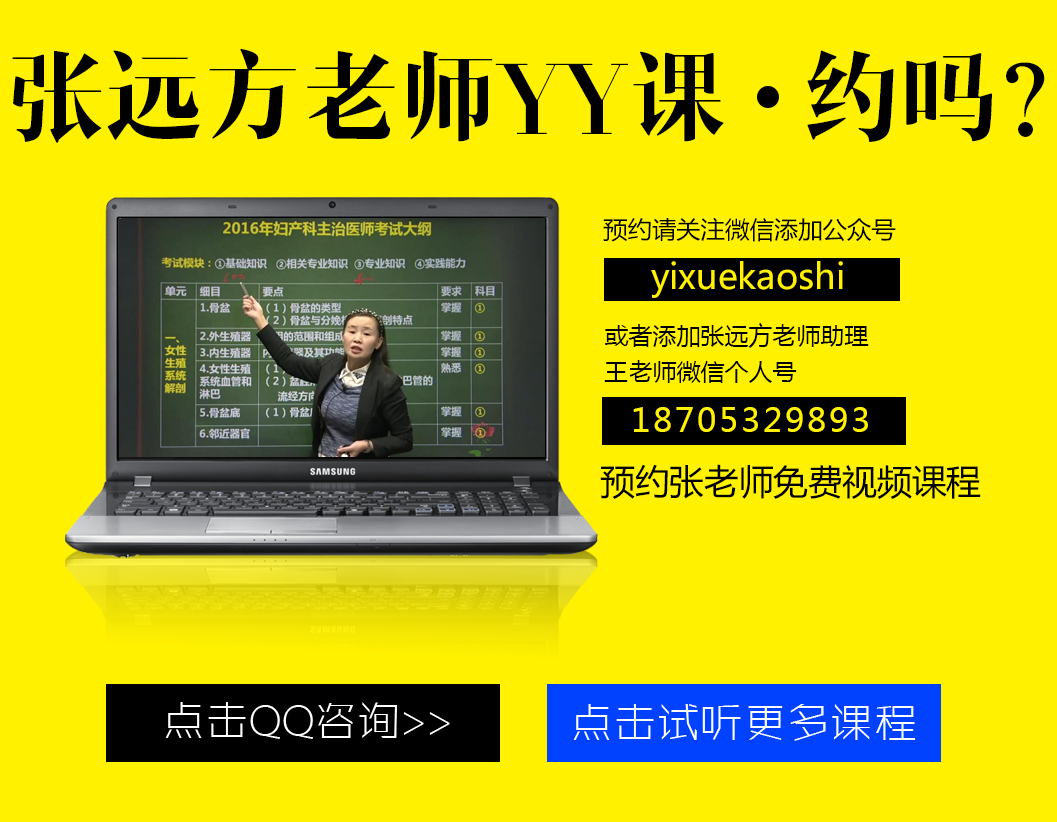 张远方老师YY课·约吗?
预约请关注微信添加公众号
yixuekaoshi
或者添加张远方老师助理
王老师微信个人号
18705329893
预约张老师免费视频课程
2016年妇产科主治医师考试大纲
考试模块：①基础知识 ②相关专业知识 ③专业知识 ④实践能力
单元 细目 要点 要求 科目
一、女性生殖系统解剖
1.骨盆 （1）骨盆的类型 掌握 ①
（2）骨盆与分娩 剖特点
2.外生殖器 的范围和组成 掌握 ①
3.内生殖器 器及其功能 掌握 ①
4.女性生殖系统血管和淋巴 （1） 熟悉 ①
（2）盆腔 巴管的
流经方向
5.骨盆底 （1）骨盆 掌握 ①
6.邻近器官 掌握 ①
SAMSUNG
点击QQ咨询>>
点击试听更多课程